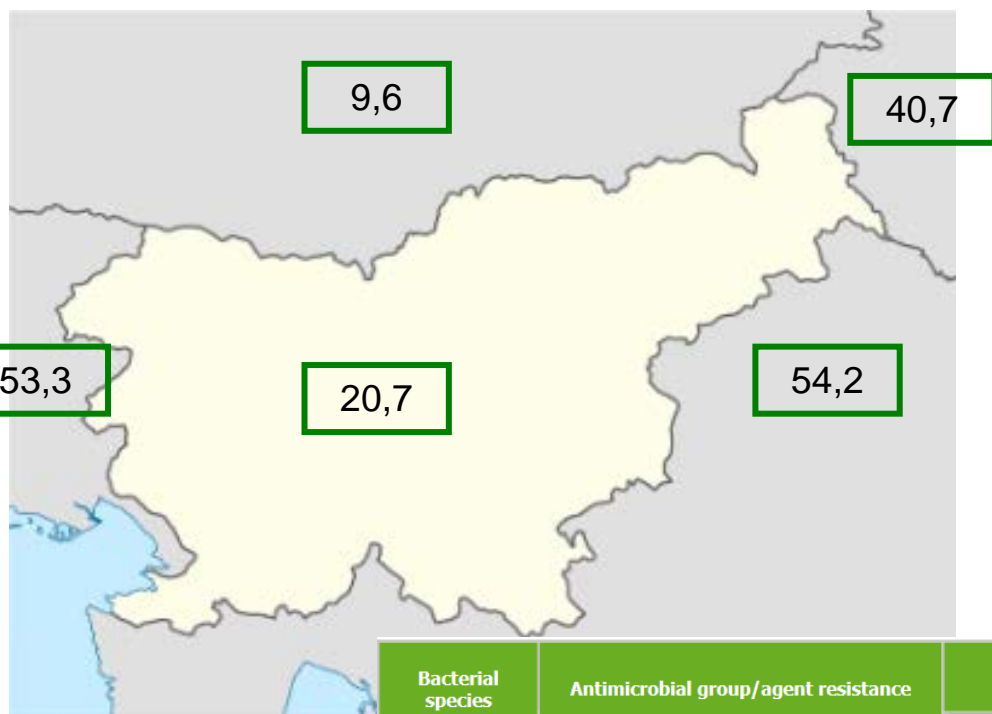 9,6
40,7
53,3
20,7
54,2
Bacterial
species
Antimicrobial group/agent resistance